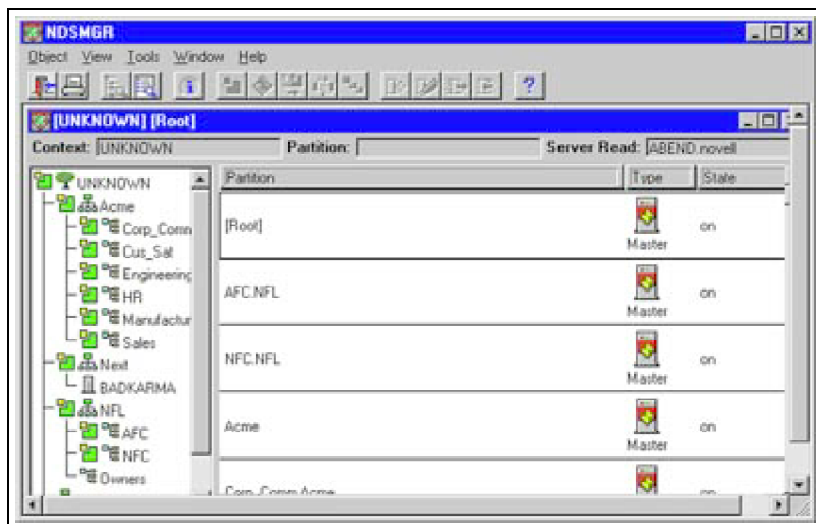 NDSMGR
Object View Tools Window Help
[UNKNOWN] [Root]
Context: [UNKNOWN Partition: [ Server Read: [ABEND.novell
UNKNOWN
Acme
Corp_Comn
Cus_Sat
Engineering
HR
Manufactur
Sales
Next
BADKARMA
NFL
AFC
NFC
Owners
Partition Type State
[Root] Master on
AFC.NFL Master on
NFC.NFL Master on
Acme Master on
Corp_Comm.Acme on